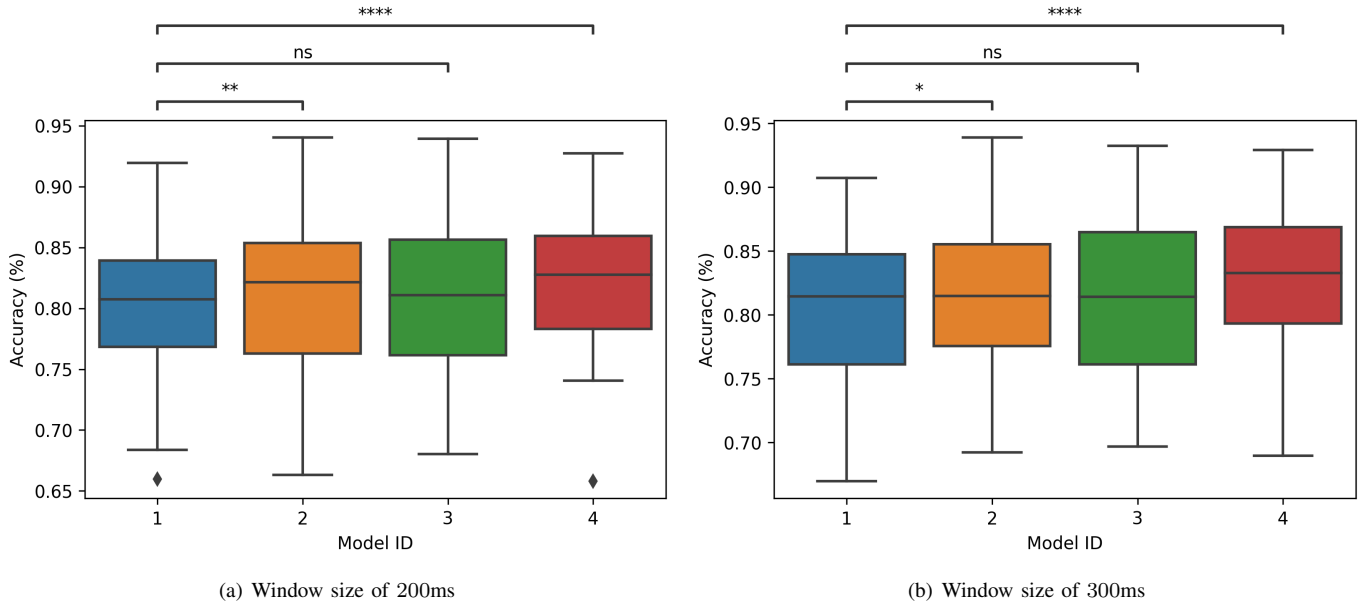 ****
ns
**
0.95
0.90
0.85
0.80
0.75
0.70
0.65
Accuracy (%)
1 2 3 4
Model ID
(a) Window size of 200ms
****
ns
*
0.95
0.90
0.85
0.80
0.75
0.70
Accuracy (%)
1 2 3 4
Model ID
(b) Window size of 300ms